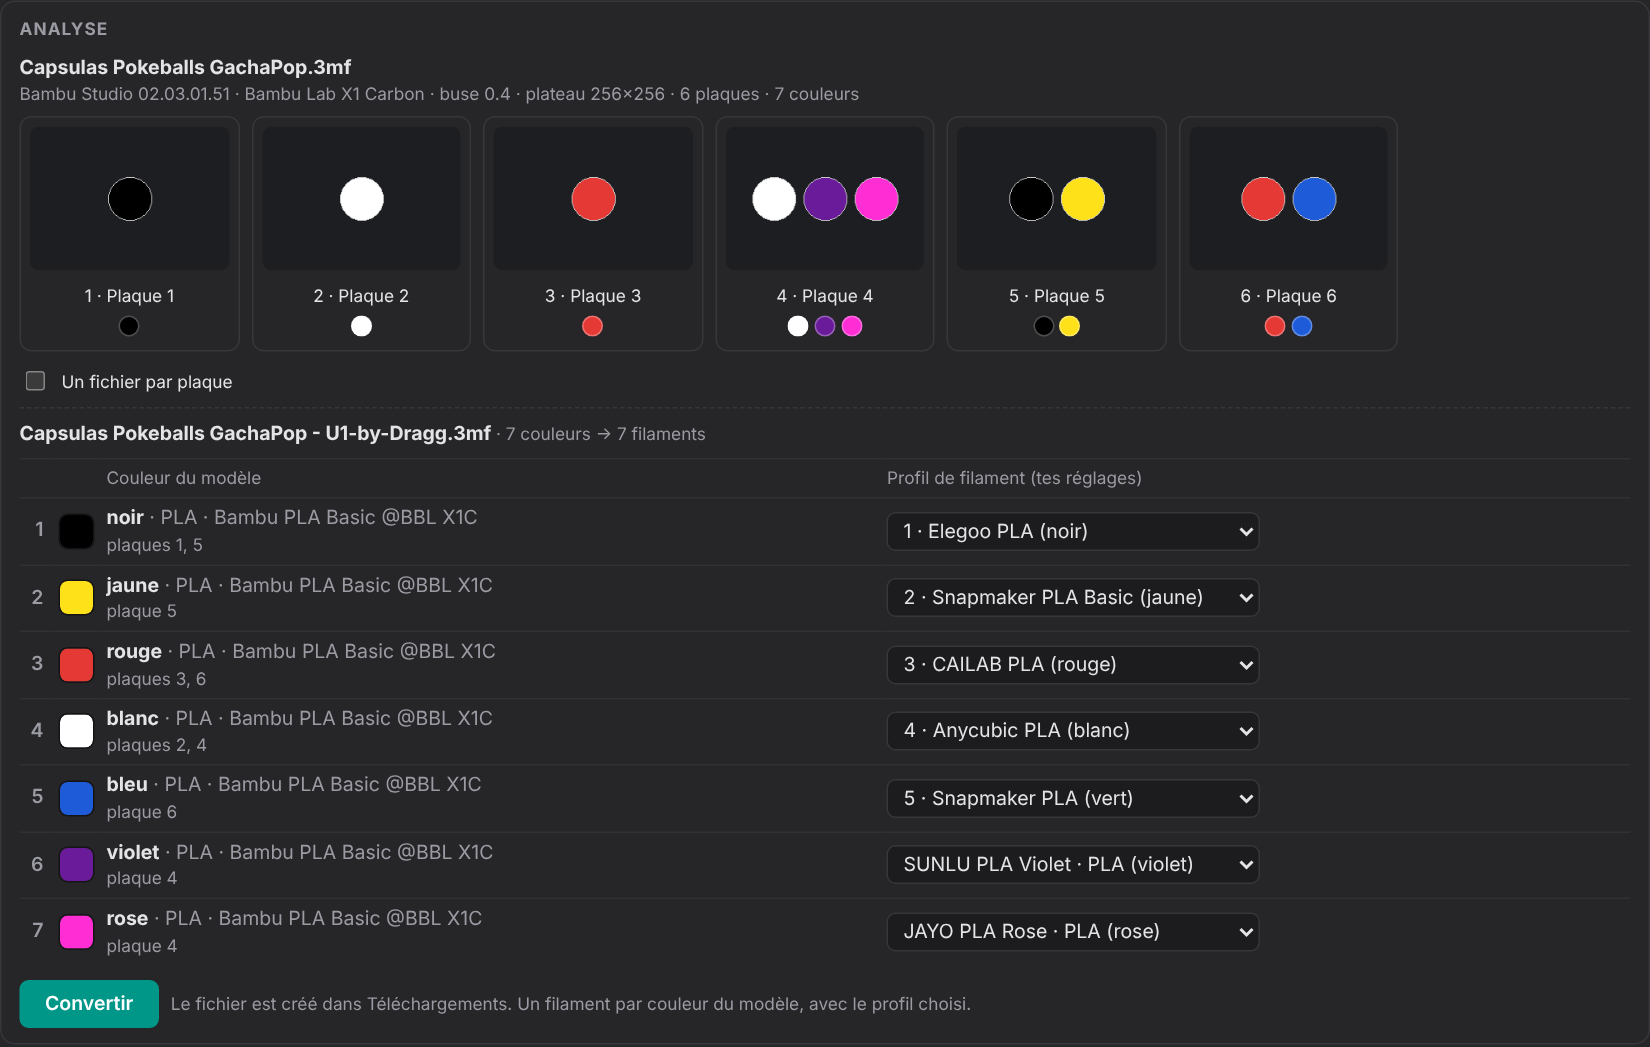 ANALYSE
Capsulas Pokeballs GachaPop.3mf
Bambu Studio 02.03.01.51 · Bambu Lab X1 Carbon · buse 0.4 · plateau 256×256 · 6 plaques · 7 couleurs
1 · Plaque 1
2 · Plaque 2
3 · Plaque 3
4 · Plaque 4
5 · Plaque 5
6 · Plaque 6
Un fichier par plaque
Capsulas Pokeballs GachaPop - U1-by-Dragg.3mf · 7 couleurs → 7 filaments
Couleur du modèle
Profil de filament (tes réglages)
1
noir · PLA · Bambu PLA Basic @BBL X1C
plaques 1, 5
1 · Elegoo PLA (noir)
2
jaune · PLA · Bambu PLA Basic @BBL X1C
plaque 5
2 · Snapmaker PLA Basic (jaune)
3
rouge · PLA · Bambu PLA Basic @BBL X1C
plaques 3, 6
3 · CAILAB PLA (rouge)
4
blanc · PLA · Bambu PLA Basic @BBL X1C
plaques 2, 4
4 · Anycubic PLA (blanc)
5
bleu · PLA · Bambu PLA Basic @BBL X1C
plaque 6
5 · Snapmaker PLA (vert)
6
violet · PLA · Bambu PLA Basic @BBL X1C
plaque 4
SUNLU PLA Violet · PLA (violet)
7
rose · PLA · Bambu PLA Basic @BBL X1C
plaque 4
JAYO PLA Rose · PLA (rose)
Convertir
Le fichier est créé dans Téléchargements. Un filament par couleur du modèle, avec le profil choisi.